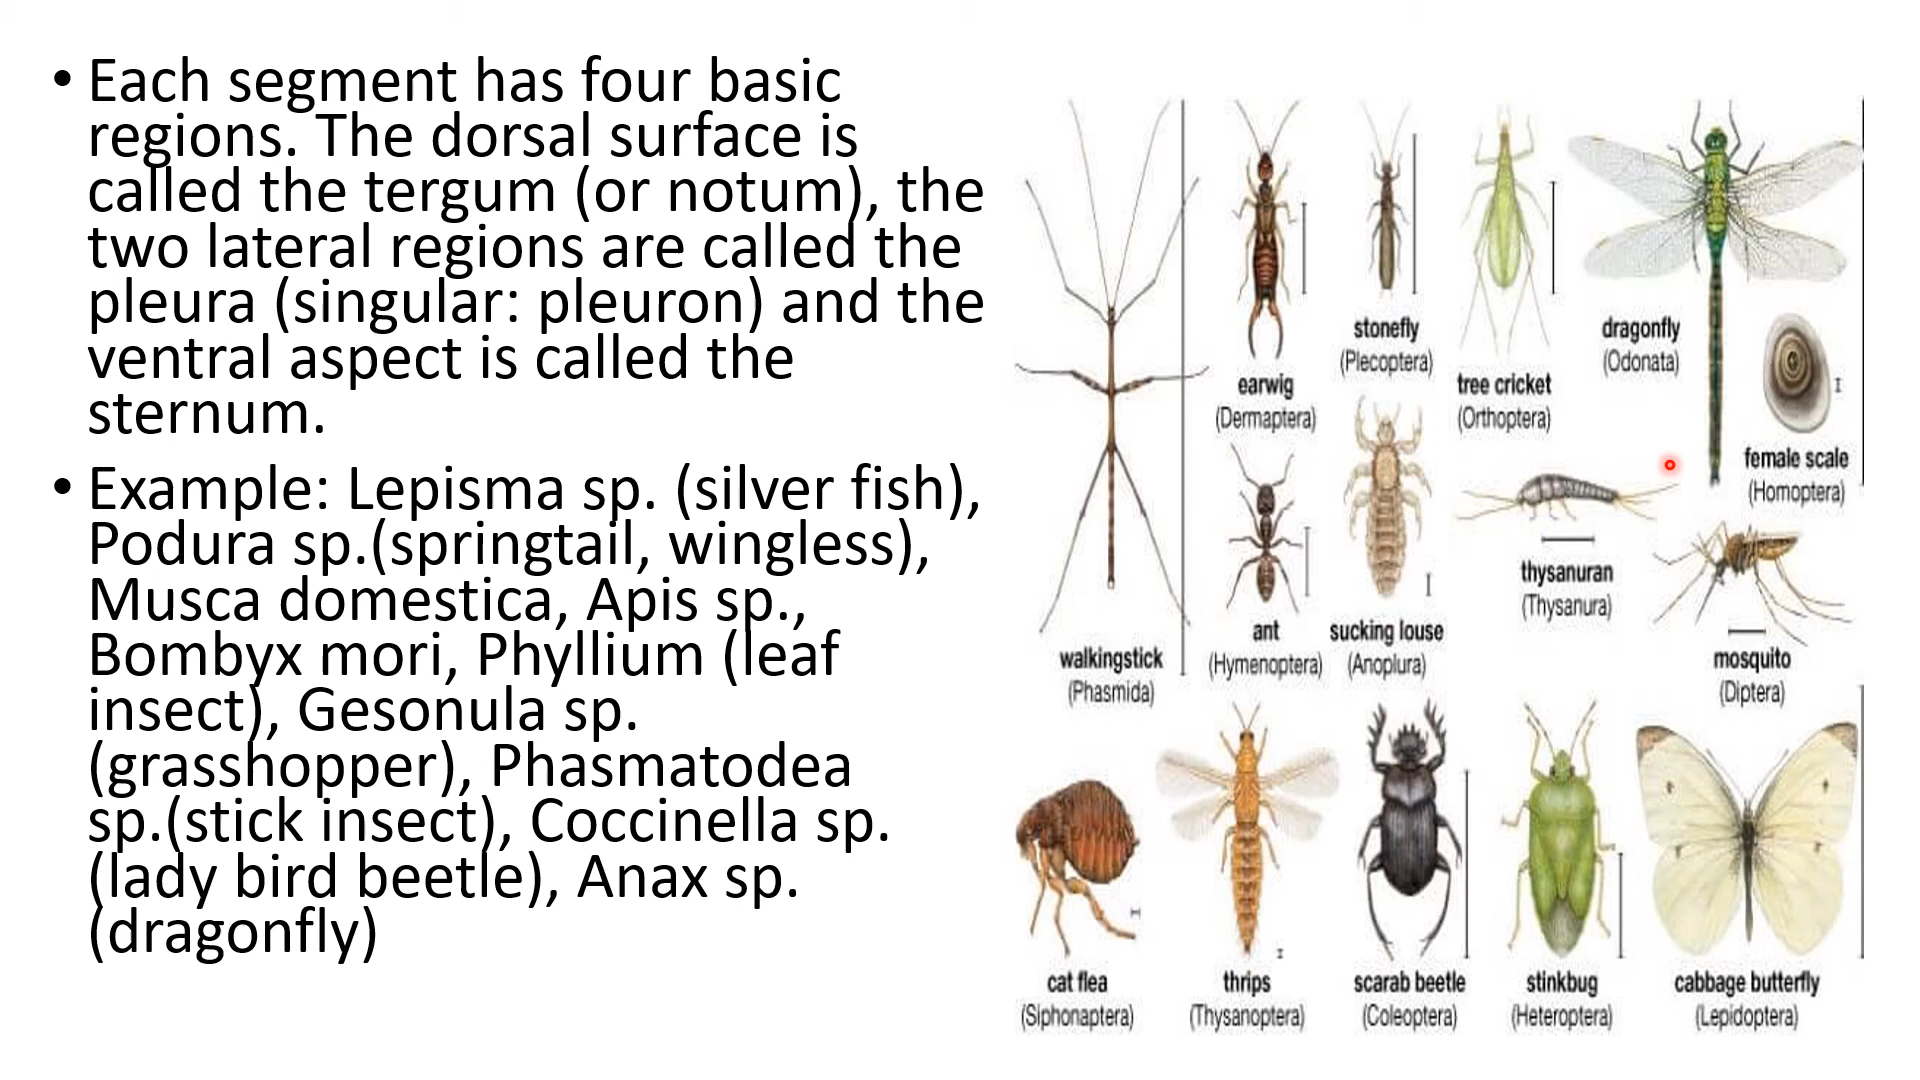 • Each segment has four basic
regions. The dorsal surface is
called the tergum (or notum), the
two lateral regions are called the
pleura (singular: pleuron) and the
ventral aspect is called the
sternum.
• Example: Lepisma sp. (silver fish),
Podura sp.(springtail, wingless),
Musca domestica, Apis sp.,
Bombyx mori, Phyllium (leaf
insect), Gesonula sp.
(grasshopper), Phasmatodea
sp.(stick insect), Coccinella sp.
(lady bird beetle), Anax sp.
(dragonfly)
walkingstick
(Phasmida)
earwig
(Dermaptera)
stonefly
(Plecoptera)
tree cricket
(Orthoptera)
dragonfly
(Odonata)
female scale
(Homoptera)
ant
(Hymenoptera)
sucking louse
(Anoplura)
thysanuran
(Thysanura)
mosquito
(Diptera)
cat flea
(Siphonaptera)
thrips
(Thysanoptera)
scarab beetle
(Coleoptera)
stinkbug
(Heteroptera)
cabbage butterfly
(Lepidoptera)